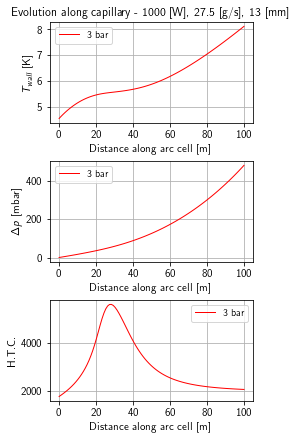 Evolution along capillary - 1000 [W], 27.5 [g/s], 13 [mm]
8
7
6
5
T_wall [K]
3 bar
0 20 40 60 80 100
Distance along arc cell [m]
400
200
0
Δp [mbar]
3 bar
0 20 40 60 80 100
Distance along arc cell [m]
4000
2000
H.T.C.
3 bar
0 20 40 60 80 100
Distance along arc cell [m]